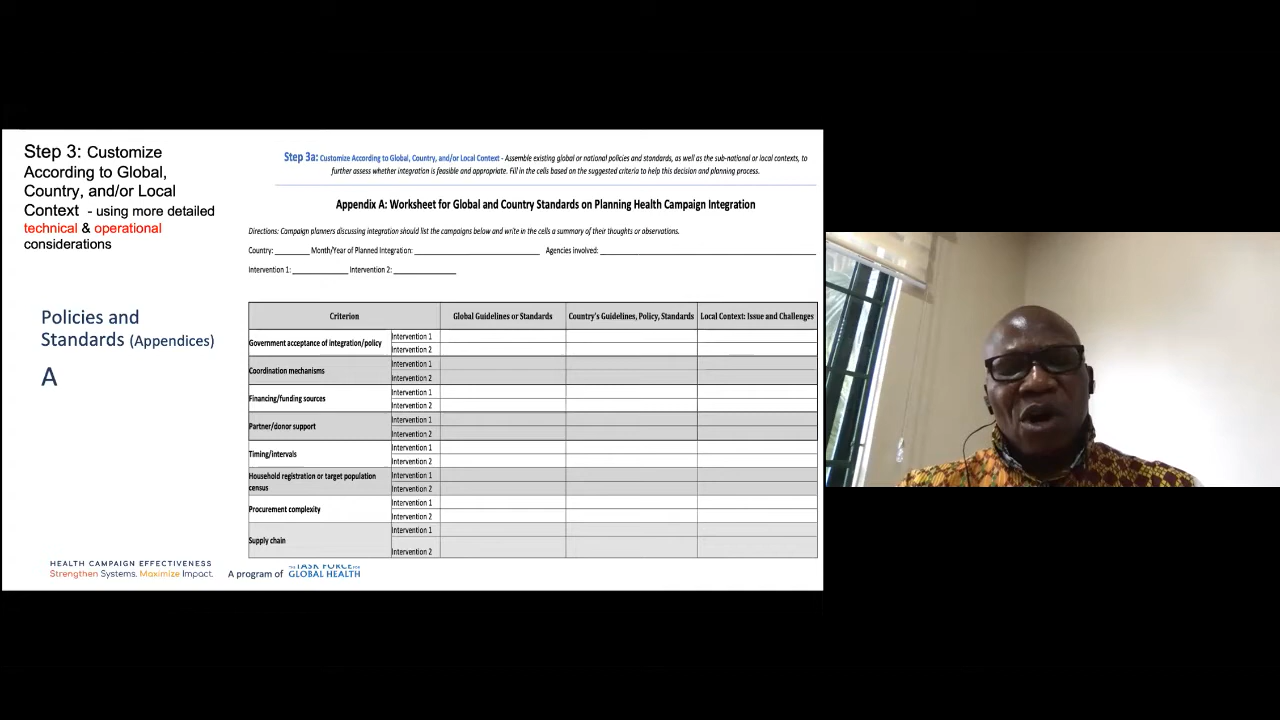 Step 3: Customize
According to Global,
Country, and/or Local
Context - using more detailed
technical & operational
considerations
Policies and
Standards (Appendices)
A
Step 3a: Customize According to Global, Country, and/or Local Context - Assemble existing global or national policies and standards, as well as the sub-national or local contexts, to
further assess whether integration is feasible and appropriate. Fill in the cells based on the suggested criteria to help this decision and planning process.
Appendix A: Worksheet for Global and Country Standards on Planning Health Campaign Integration
Directions: Campaign planners discussing integration should list the campaigns below and write in the cells a summary of their thoughts or observations.
Country: ________ Month/Year of Planned Integration: ____________________________ Agencies involved: ________________________________________________
Intervention 1: ____________ Intervention 2: ______________
Criterion Global Guidelines or Standards Country's Guidelines, Policy, Standards Local Context: Issue and Challenges
Government acceptance of integration/policy
Intervention 1
Intervention 2
Coordination mechanisms
Intervention 1
Intervention 2
Financing/funding sources
Intervention 1
Intervention 2
Partner/donor support
Intervention 1
Intervention 2
Timing/intervals
Intervention 1
Intervention 2
Household registration or target population
census
Intervention 1
Intervention 2
Procurement complexity
Intervention 1
Intervention 2
Supply chain
Intervention 1
Intervention 2
HEALTH CAMPAIGN EFFECTIVENESS
Strengthen Systems. Maximize Impact.
A program of
THE TASK FORCE FOR
GLOBAL HEALTH